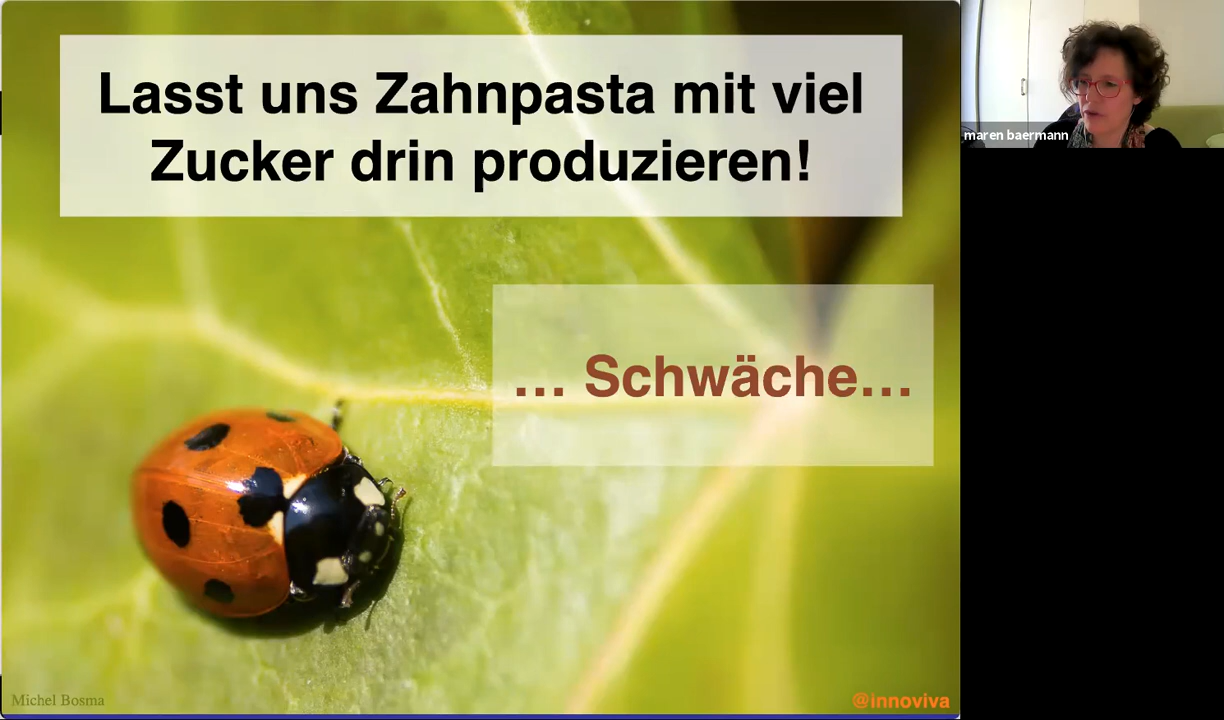 Lasst uns Zahnpasta mit viel
Zucker drin produzieren!
... Schwäche...
Michel Bosma
@innoviva
maren baermann